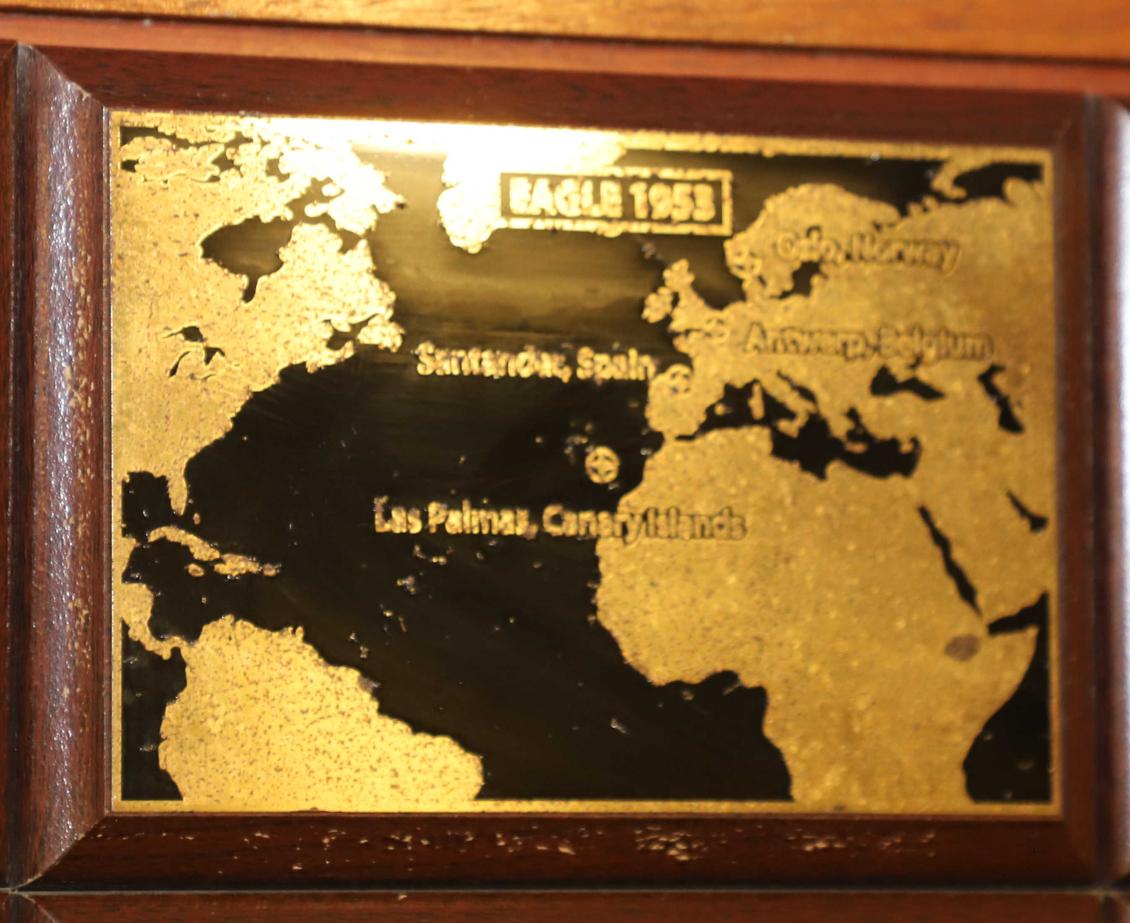 EAGLE 1953
Oslo, Norway
Antwerp, Belgium
Santander, Spain
Las Palmas, Canary Islands